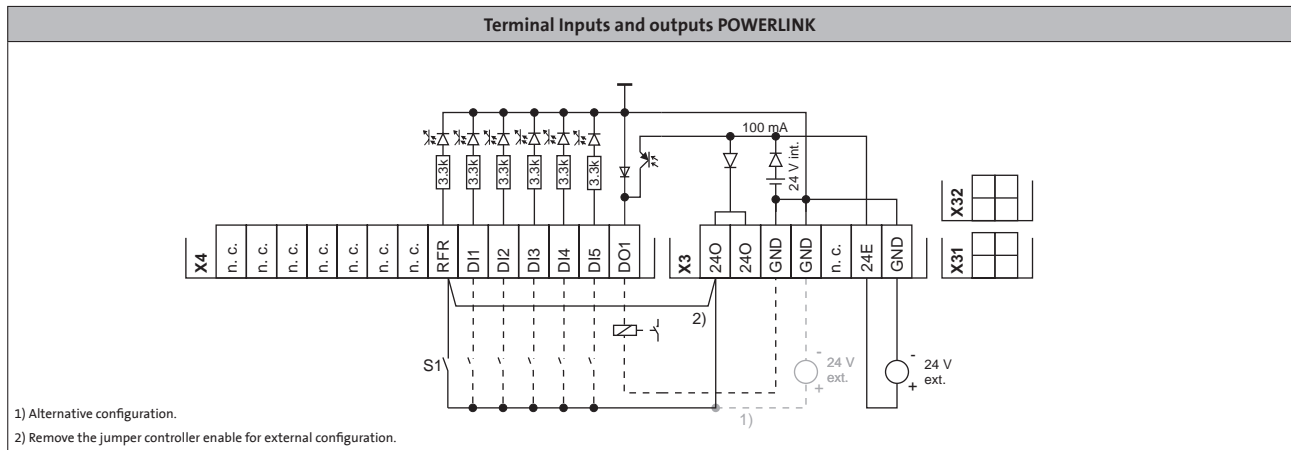 Terminal Inputs and outputs POWERLINK
100 mA
3.3k
3.3k
3.3k
3.3k
3.3k
3.3k
24 V int.
X4
n. c.
n. c.
n. c.
n. c.
n. c.
n. c.
n. c.
RFR
DI1
DI2
DI3
DI4
DI5
DO1
X3
24O
24O
GND
GND
n. c.
24E
GND
X32
X31
2)
S1
-
24 V
ext.
+
-
24 V
ext.
+
1)
1) Alternative configuration.
2) Remove the jumper controller enable for external configuration.